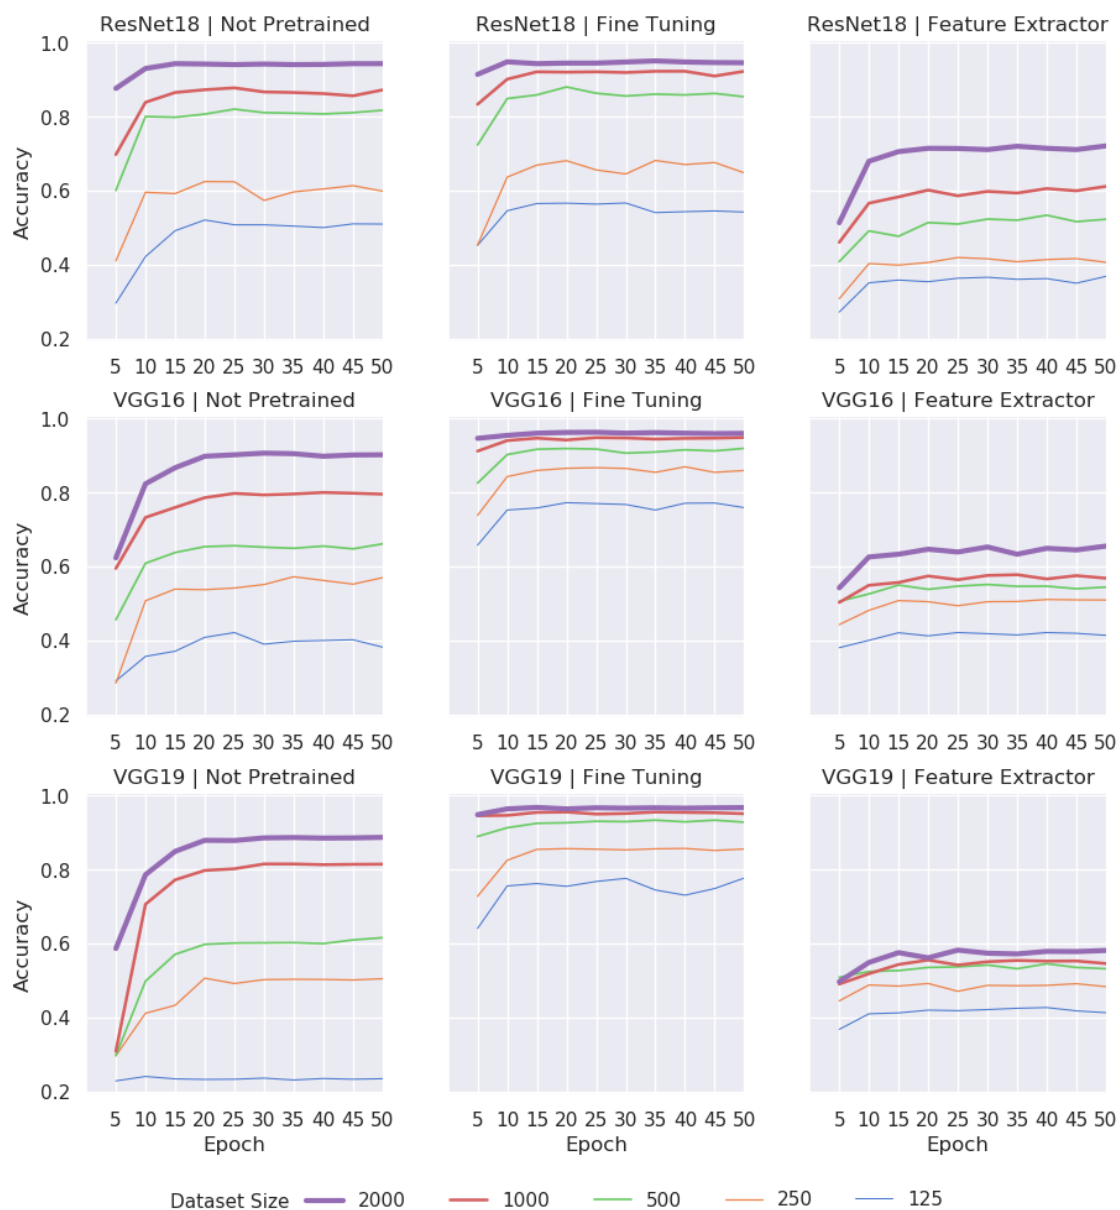 ResNet18 | Not Pretrained ResNet18 | Fine Tuning ResNet18 | Feature Extractor
1.0
0.8
0.6
0.4
0.2
Accuracy
5 10 15 20 25 30 35 40 45 50 5 10 15 20 25 30 35 40 45 50 5 10 15 20 25 30 35 40 45 50
VGG16 | Not Pretrained VGG16 | Fine Tuning VGG16 | Feature Extractor
1.0
0.8
0.6
0.4
0.2
Accuracy
5 10 15 20 25 30 35 40 45 50 5 10 15 20 25 30 35 40 45 50 5 10 15 20 25 30 35 40 45 50
VGG19 | Not Pretrained VGG19 | Fine Tuning VGG19 | Feature Extractor
1.0
0.8
0.6
0.4
0.2
Accuracy
5 10 15 20 25 30 35 40 45 50 5 10 15 20 25 30 35 40 45 50 5 10 15 20 25 30 35 40 45 50
Epoch Epoch Epoch
Dataset Size 2000 1000 500 250 125